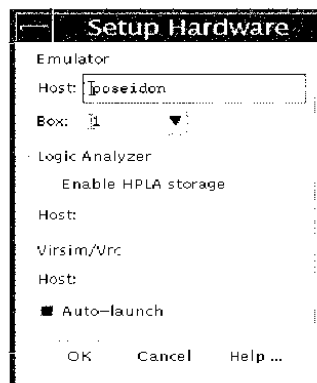 Setup Hardware
Emulator
Host: poseidon
Box: 1
Logic Analyzer
Enable HPLA storage
Host:
Virsim/Vrc
Host:
Auto-launch
OK Cancel Help ...